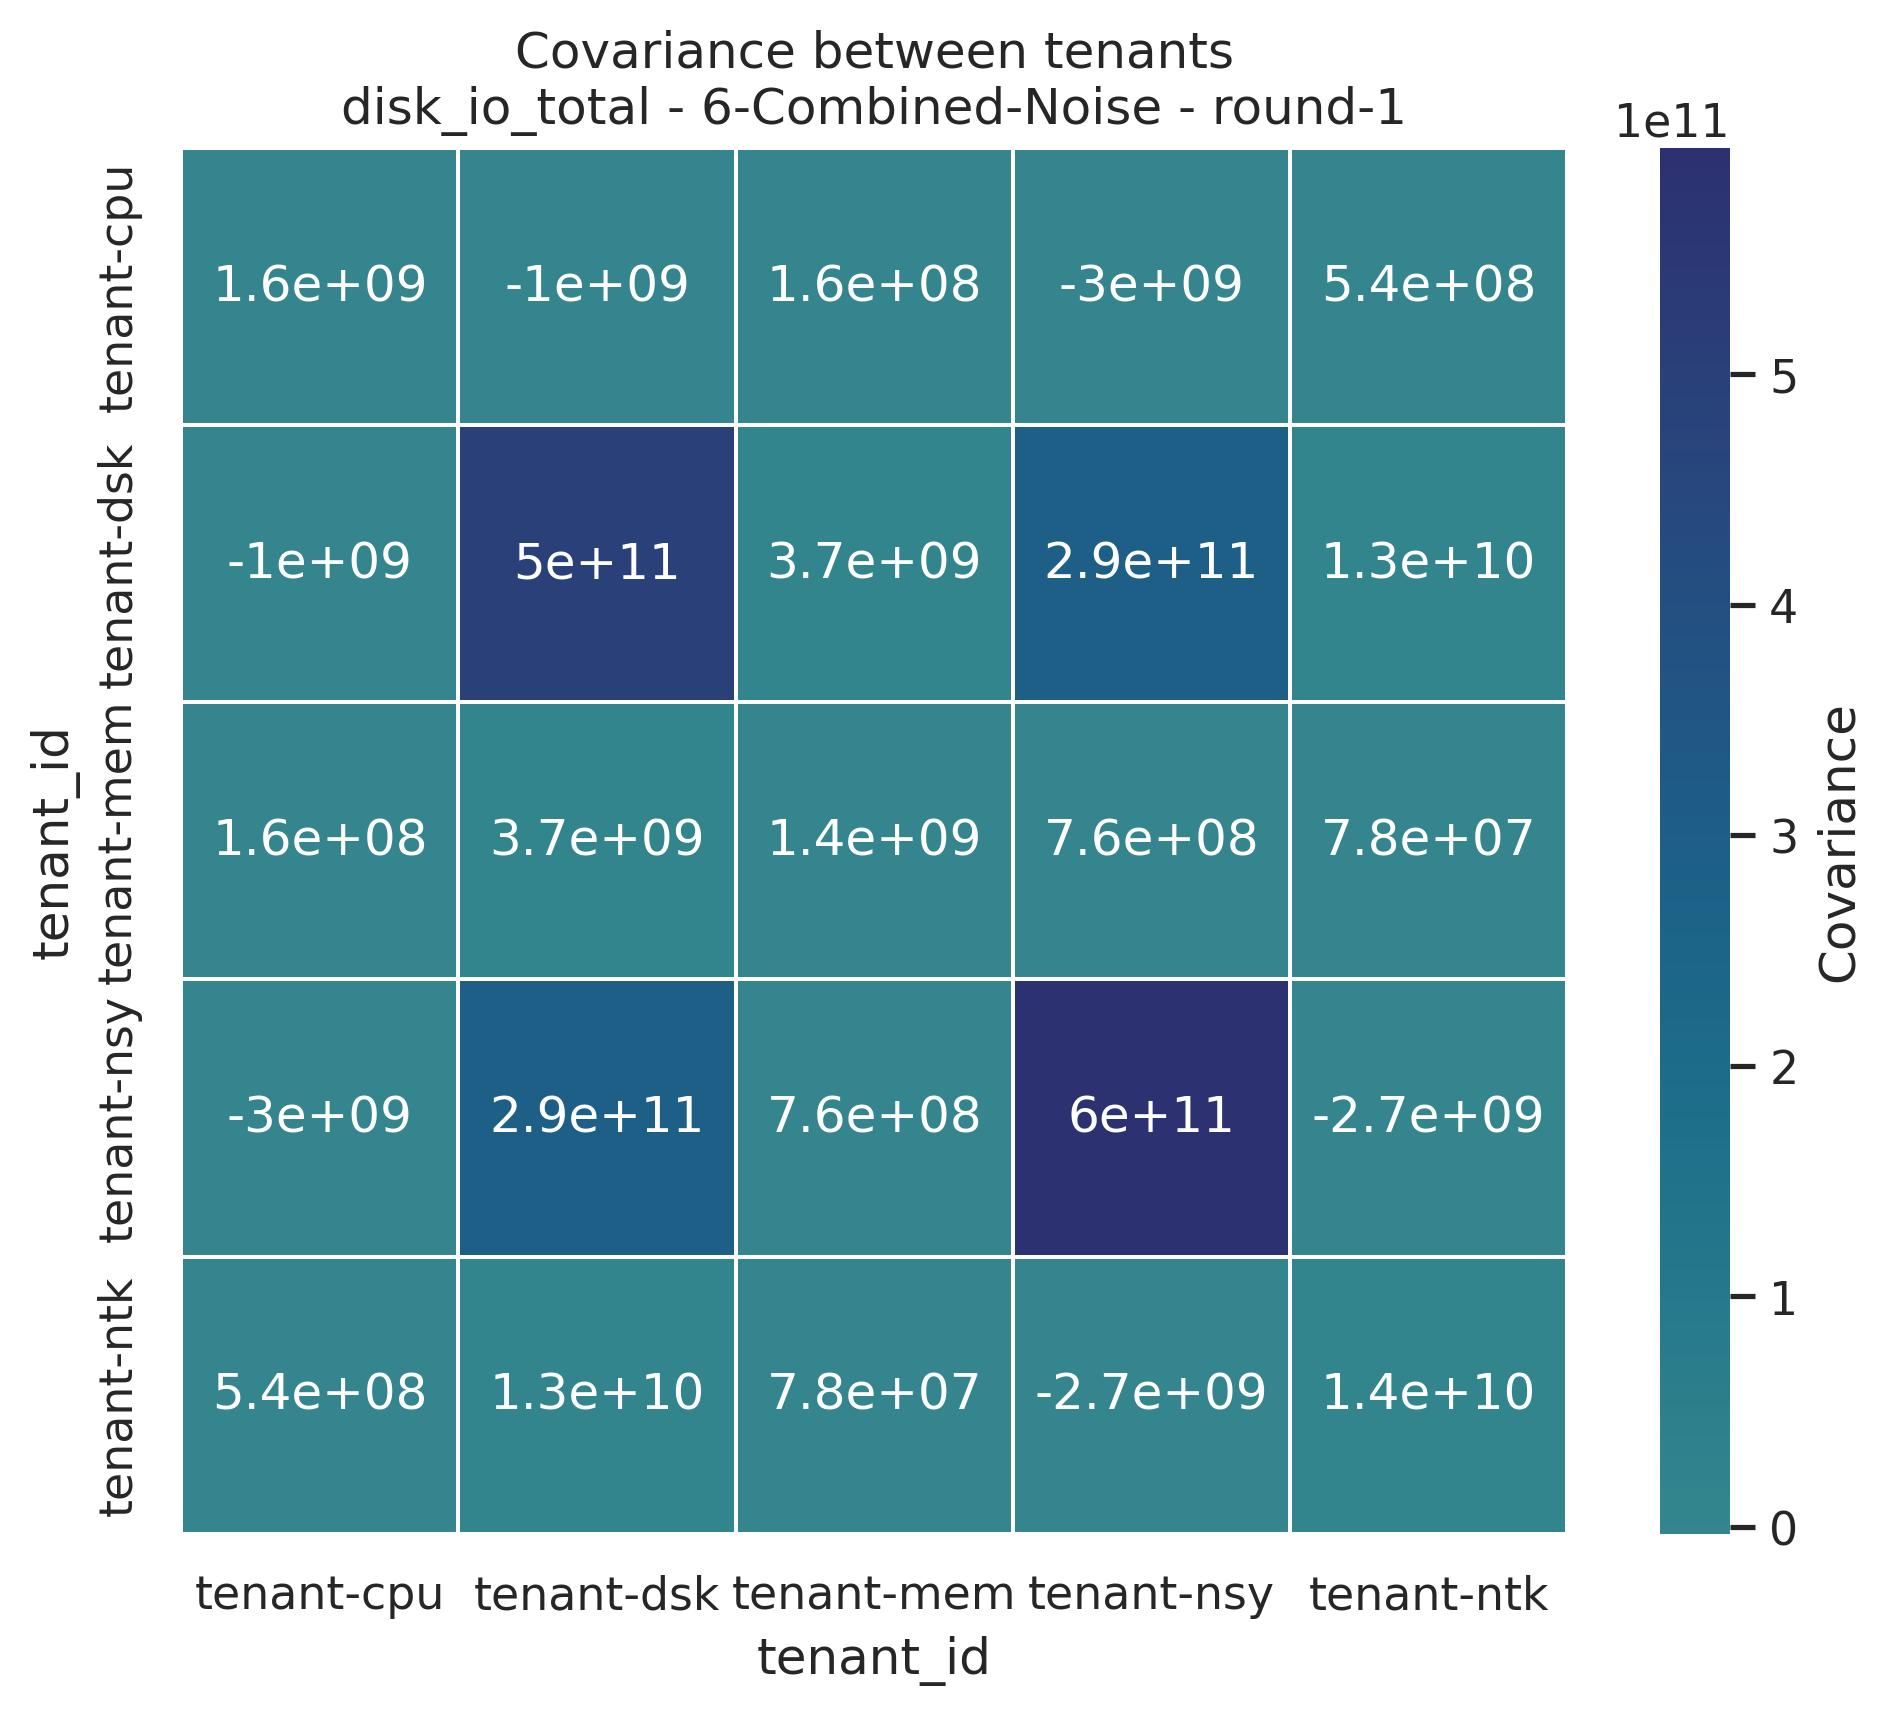 Covariance between tenants
disk_io_total - 6-Combined-Noise - round-1
1e11
tenant-cpu
1.6e+09 -1e+09 1.6e+08 -3e+09 5.4e+08
tenant-dsk
-1e+09 5e+11 3.7e+09 2.9e+11 1.3e+10
tenant-mem
1.6e+08 3.7e+09 1.4e+09 7.6e+08 7.8e+07
tenant-nsy
-3e+09 2.9e+11 7.6e+08 6e+11 -2.7e+09
tenant-ntk
5.4e+08 1.3e+10 7.8e+07 -2.7e+09 1.4e+10
tenant_id
tenant-cpu tenant-dsk tenant-mem tenant-nsy tenant-ntk
tenant_id
5
4
3
2
1
0
Covariance